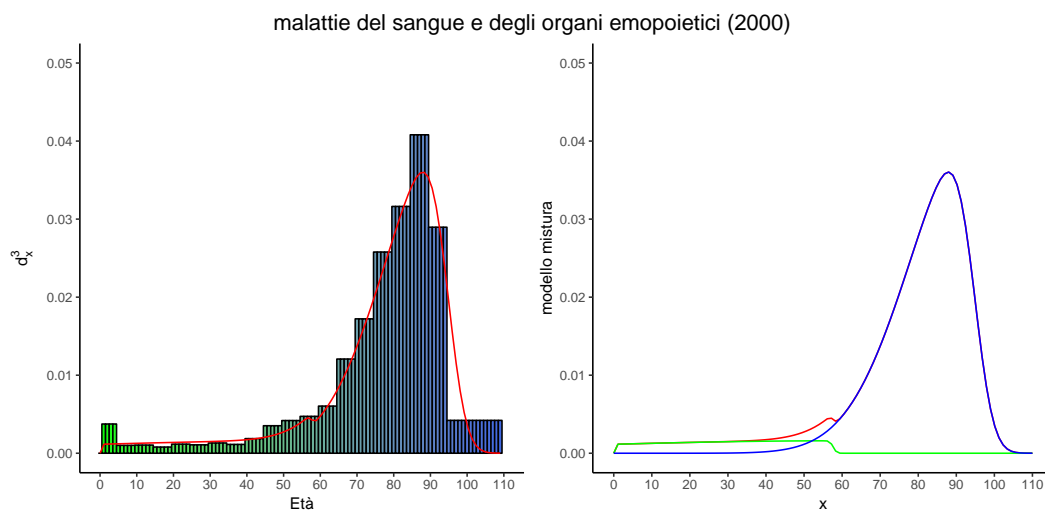 malattie del sangue e degli organi emopoietici (2000)
0.05
0.04
0.03
0.02
0.01
0.00
d³ₓ
0 10 20 30 40 50 60 70 80 90 100 110
Età
0.05
0.04
0.03
0.02
0.01
0.00
modello mistura
0 10 20 30 40 50 60 70 80 90 100 110
x